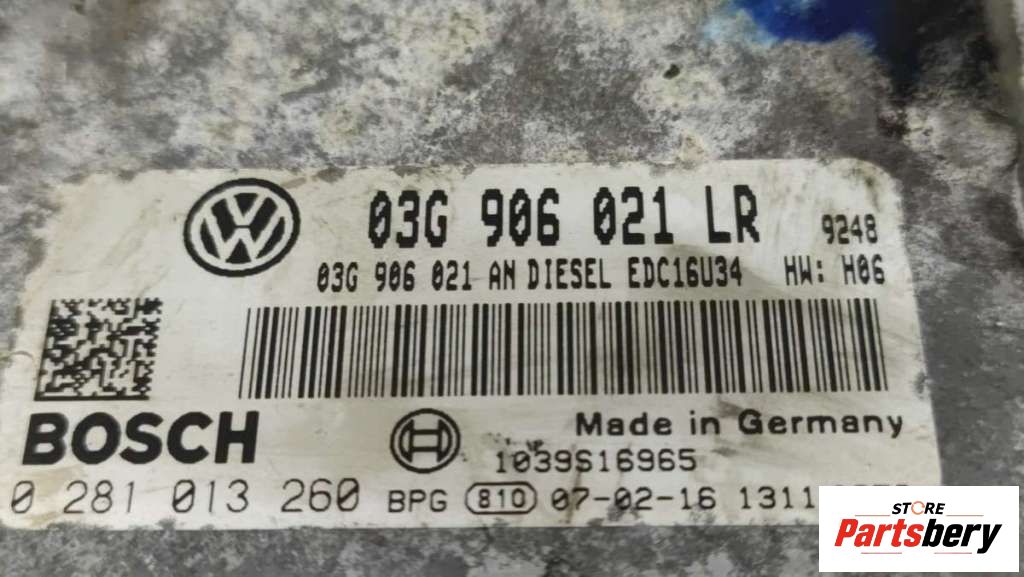 03G 906 021 LR 9248
03G 906 021 AN DIESEL EDC16U34 HW: H06
BOSCH
Made in Germany
1039S16965
0 281 013 260 BPG 810 07-02-16 1311
STORE
Partsbery